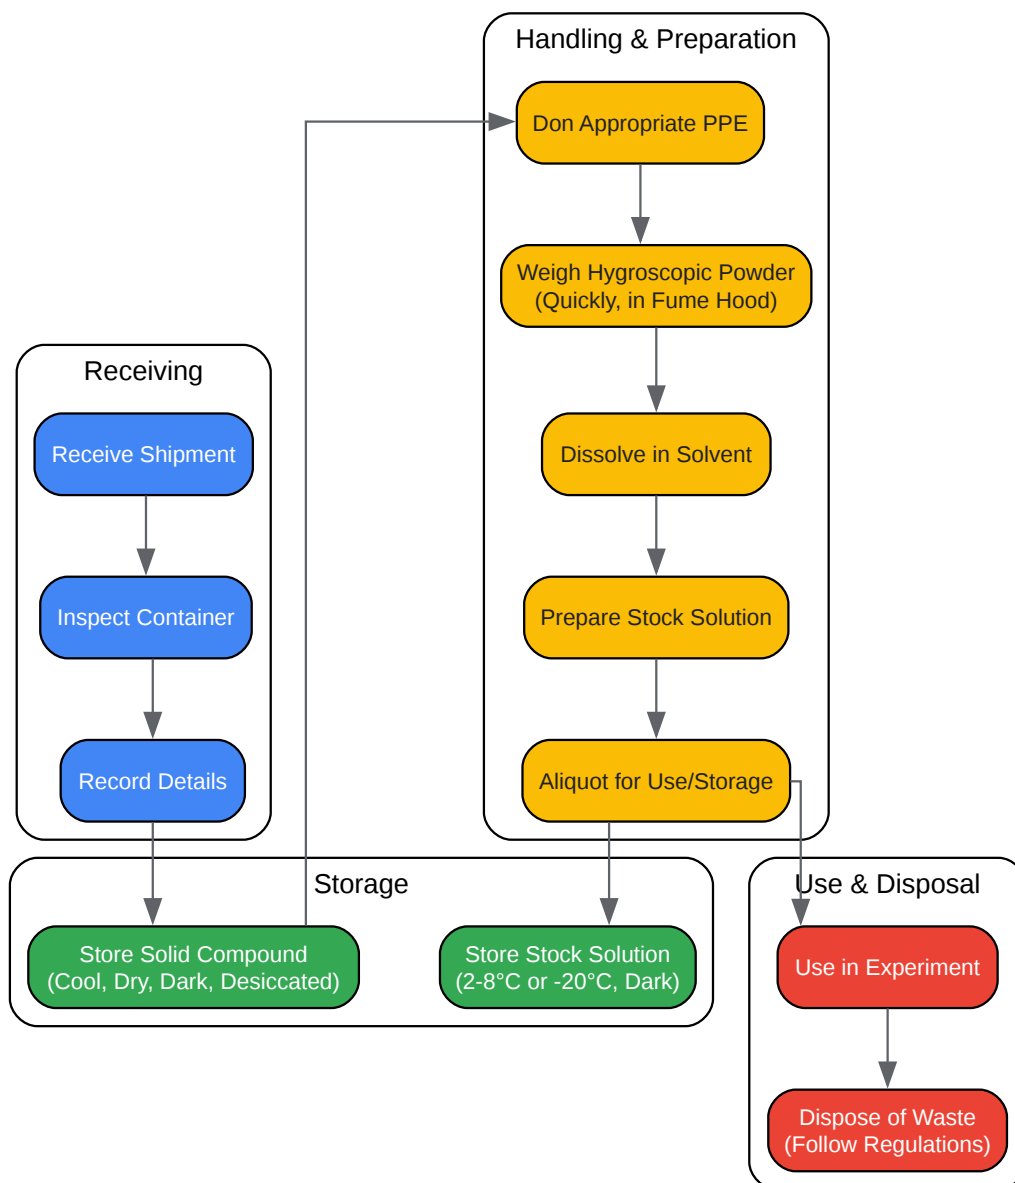 Handling & Preparation
Don Appropriate PPE
Weigh Hygroscopic Powder
(Quickly, in Fume Hood)
Dissolve in Solvent
Prepare Stock Solution
Aliquot for Use/Storage
Receiving
Receive Shipment
Inspect Container
Record Details
Storage
Store Solid Compound
(Cool, Dry, Dark, Desiccated)
Store Stock Solution
(2-8°C or -20°C, Dark)
Use & Disposal
Use in Experiment
Dispose of Waste
(Follow Regulations)